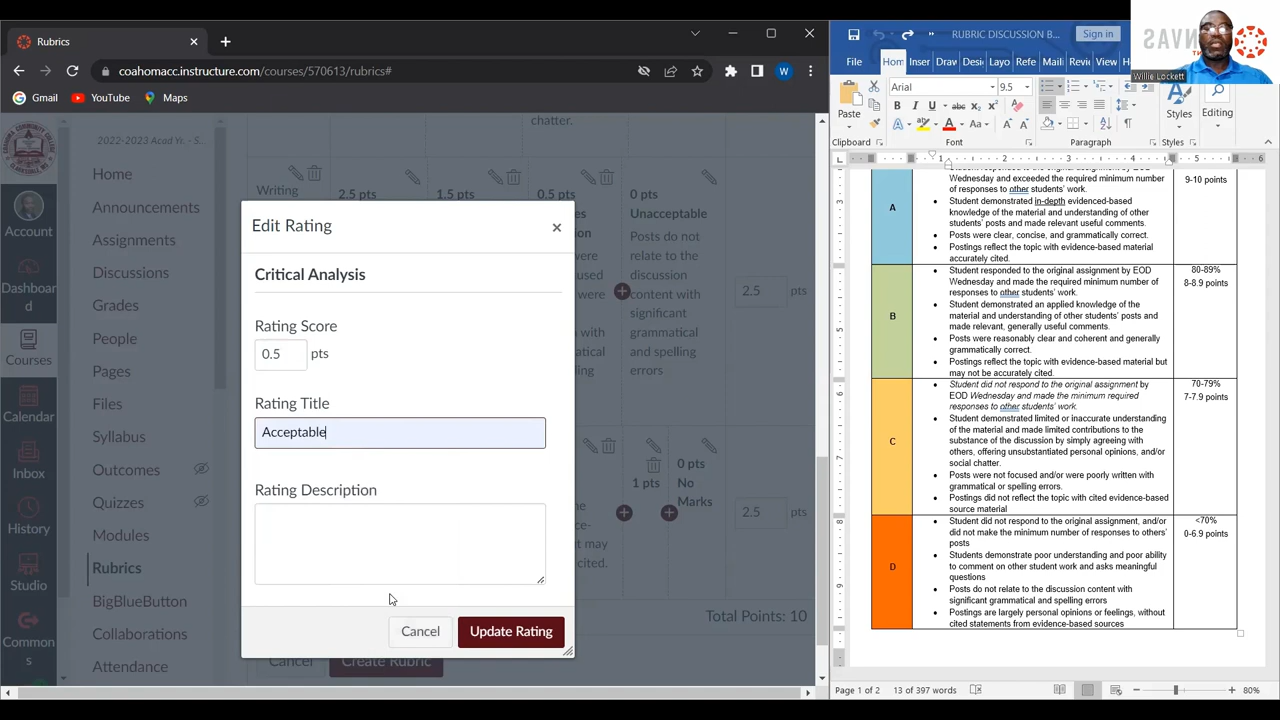 Rubrics
coahomacc.instructure.com/courses/570613/rubrics#
W
Gmail
YouTube
Maps
2022-2023 Acad Yr. - S...
Home
Announcements
Assignments
Discussions
Grades
People
Pages
Files
Syllabus
Outcomes
Quizzes
Modules
Rubrics
BigBlueButton
Collaborations
Attendance
Account
Dashboar
d
Courses
Calendar
Inbox
History
Studio
Common
s
chatter.
Writing
2.5 pts
1.5 pts
0.5 pts
0 pts
Unacceptable
Posts do not
relate to the
discussion
content with
significant
grammatical
and spelling
errors
2.5 pts
1 pts
0 pts
No
Marks
2.5 pts
Total Points: 10
Cancel
Create Rubric
Edit Rating
Critical Analysis
Rating Score
0.5 pts
Rating Title
Acceptable
Rating Description
Cancel
Update Rating
RUBRIC DISCUSSION B...
Sign in
File Hom Inser Drav Desi Layo Refe Maili Revi View
Arial 9.5
Paste
B I U abc x2 x2
Styles
Editing
Clipboard
Font
Paragraph
Styles
Willie Lockett
A
Wednesday and exceeded the required minimum number
of responses to other students' work.
Student demonstrated in-depth evidenced-based
knowledge of the material and understanding of other
students' posts and made relevant useful comments.
Posts were clear, concise, and grammatically correct.
Postings reflect the topic with evidence-based material
accurately cited.
9-10 points
B
Student responded to the original assignment by EOD
Wednesday and made the required minimum number of
responses to other students' work.
Student demonstrated an applied knowledge of the
material and understanding of other students' posts and
made relevant, generally useful comments.
Posts were reasonably clear and coherent and generally
grammatically correct.
Postings reflect the topic with evidence-based material but
may not be accurately cited.
80-89%
8-8.9 points
C
Student did not respond to the original assignment by
EOD Wednesday and made the minimum required
responses to other students' work.
Student demonstrated limited or inaccurate understanding
of the material and made limited contributions to the
substance of the discussion by simply agreeing with
others, offering unsubstantiated personal opinions, and/or
social chatter.
Posts were not focused and/or were poorly written with
grammatical or spelling errors.
Postings did not reflect the topic with cited evidence-based
source material
70-79%
7-7.9 points
D
Student did not respond to the original assignment, and/or
did not make the minimum number of responses to others'
posts
Students demonstrate poor understanding and poor ability
to comment on other student work and asks meaningful
questions
Posts do not relate to the discussion content with
significant grammatical and spelling errors
Postings are largely personal opinions or feelings, without
cited statements from evidence-based sources
<70%
0-6.9 points
Page 1 of 2 13 of 397 words 80%